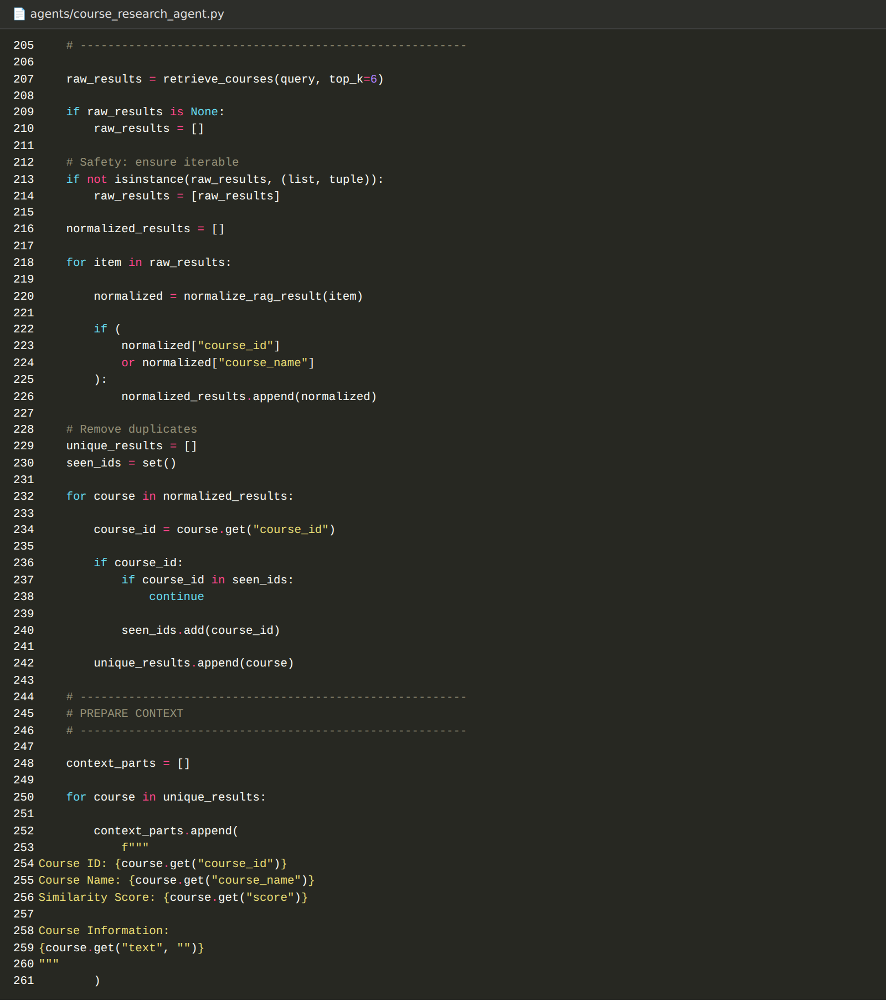 📄 agents/course_research_agent.py
205     # --------------------------------------------------------
206
207     raw_results = retrieve_courses(query, top_k=6)
208
209     if raw_results is None:
210         raw_results = []
211
212     # Safety: ensure iterable
213     if not isinstance(raw_results, (list, tuple)):
214         raw_results = [raw_results]
215
216     normalized_results = []
217
218     for item in raw_results:
219
220         normalized = normalize_rag_result(item)
221
222         if (
223             normalized["course_id"]
224             or normalized["course_name"]
225         ):
226             normalized_results.append(normalized)
227
228     # Remove duplicates
229     unique_results = []
230     seen_ids = set()
231
232     for course in normalized_results:
233
234         course_id = course.get("course_id")
235
236         if course_id:
237             if course_id in seen_ids:
238                 continue
239
240             seen_ids.add(course_id)
241
242         unique_results.append(course)
243
244     # --------------------------------------------------------
245     # PREPARE CONTEXT
246     # --------------------------------------------------------
247
248     context_parts = []
249
250     for course in unique_results:
251
252         context_parts.append(
253             f"""
254 Course ID: {course.get("course_id")}
255 Course Name: {course.get("course_name")}
256 Similarity Score: {course.get("score")}
257
258 Course Information:
259 {course.get("text", "")}
260 """
261         )